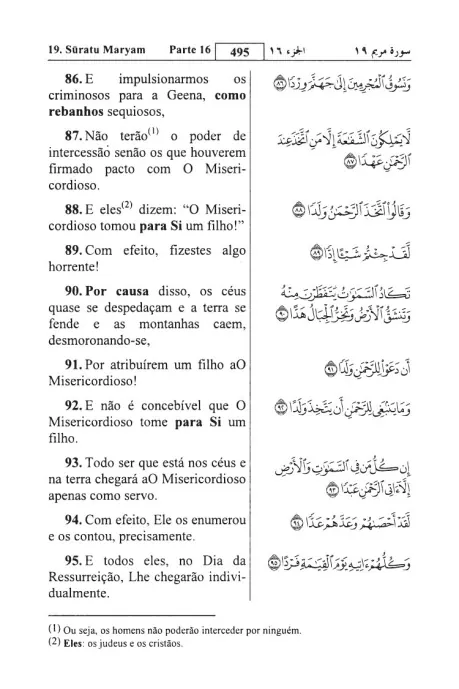 19. Sūratu Maryam Parte 16 495 الجزء ١٦ سورة مريم ١٩
86. E impulsionarmos os
criminosos para a Geena, como
rebanhos sequiosos,
وَنَسُوقُ ٱلْمُجْرِمِينَ إِلَىٰ جَهَنَّمَ وِرْدًا ﴿٨٦﴾
87. Não terão(1) o poder de
intercessão senão os que houverem
firmado pacto com O Miseri-
cordioso.
لَّا يَمْلِكُونَ ٱلشَّفَٰعَةَ إِلَّا مَنِ ٱتَّخَذَ عِندَ
ٱلرَّحْمَٰنِ عَهْدًا ﴿٨٧﴾
88. E eles(2) dizem: “O Miseri-
cordioso tomou para Si um filho!”
وَقَالُوا۟ ٱتَّخَذَ ٱلرَّحْمَٰنُ وَلَدًا ﴿٨٨﴾
89. Com efeito, fizestes algo
horrente!
لَّقَدْ جِئْتُمْ شَيْـًٔا إِدًّا ﴿٨٩﴾
90. Por causa disso, os céus
quase se despedaçam e a terra se
fende e as montanhas caem,
desmoronando-se,
تَكَادُ ٱلسَّمَٰوَٰتُ يَتَفَطَّرْنَ مِنْهُ
وَتَنشَقُّ ٱلْأَرْضُ وَتَخِرُّ ٱلْجِبَالُ هَدًّا ﴿٩٠﴾
91. Por atribuírem um filho aO
Misericordioso!
أَن دَعَوْا۟ لِلرَّحْمَٰنِ وَلَدًا ﴿٩١﴾
92. E não é concebível que O
Misericordioso tome para Si um
filho.
وَمَا يَنۢبَغِى لِلرَّحْمَٰنِ أَن يَتَّخِذَ وَلَدًا ﴿٩٢﴾
93. Todo ser que está nos céus e
na terra chegará aO Misericordioso
apenas como servo.
إِن كُلُّ مَن فِى ٱلسَّمَٰوَٰتِ وَٱلْأَرْضِ
إِلَّآ ءَاتِى ٱلرَّحْمَٰنِ عَبْدًا ﴿٩٣﴾
94. Com efeito, Ele os enumerou
e os contou, precisamente.
لَّقَدْ أَحْصَىٰهُمْ وَعَدَّهُمْ عَدًّا ﴿٩٤﴾
95. E todos eles, no Dia da
Ressurreição, Lhe chegarão indivi-
dualmente.
وَكُلُّهُمْ ءَاتِيهِ يَوْمَ ٱلْقِيَٰمَةِ فَرْدًا ﴿٩٥﴾
(1) Ou seja, os homens não poderão interceder por ninguém.
(2) Eles: os judeus e os cristãos.